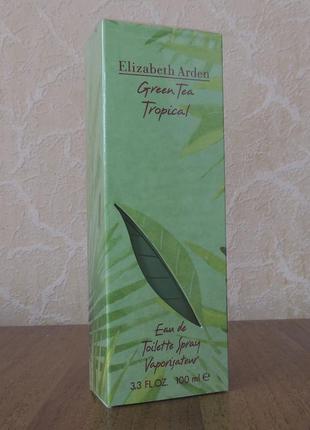 Elizabeth Arden
Green Tea
Tropical
Eau de
Toilette Spray
Vaporisateur
3.3 FL.OZ. 100 ml ℮